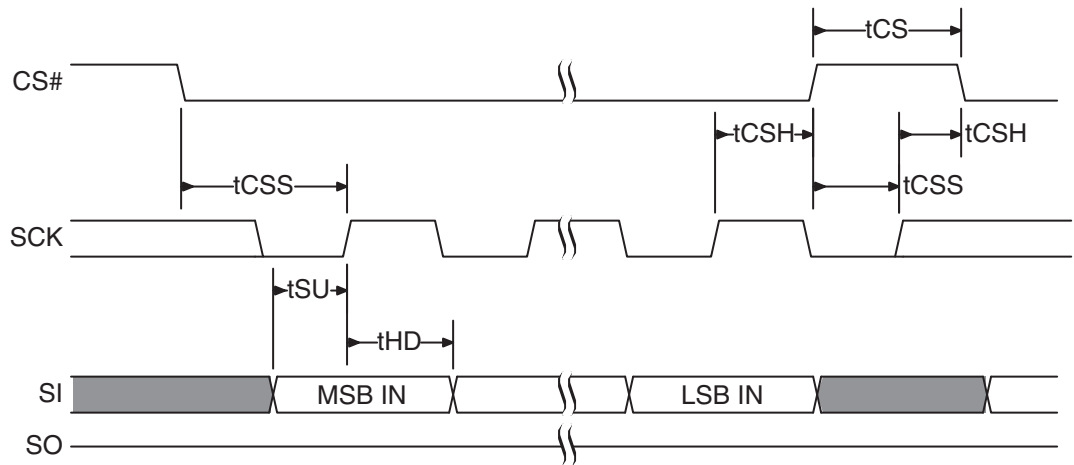 tCS
CS#
tCSH
tCSH
tCSS
tCSS
SCK
tSU
tHD
SI
MSB IN
LSB IN
SO